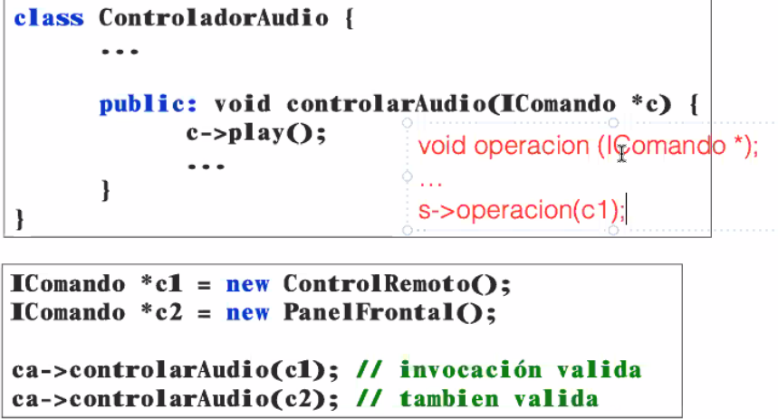 class ControladorAudio {
...
public: void controlarAudio(IComando *c) {
c->play();
...
}
}
void operacion (IComando *);
...
s->operacion(c1);
IComando *c1 = new ControlRemoto();
IComando *c2 = new PanelFrontal();
ca->controlarAudio(c1); // invocación valida
ca->controlarAudio(c2); // tambien valida